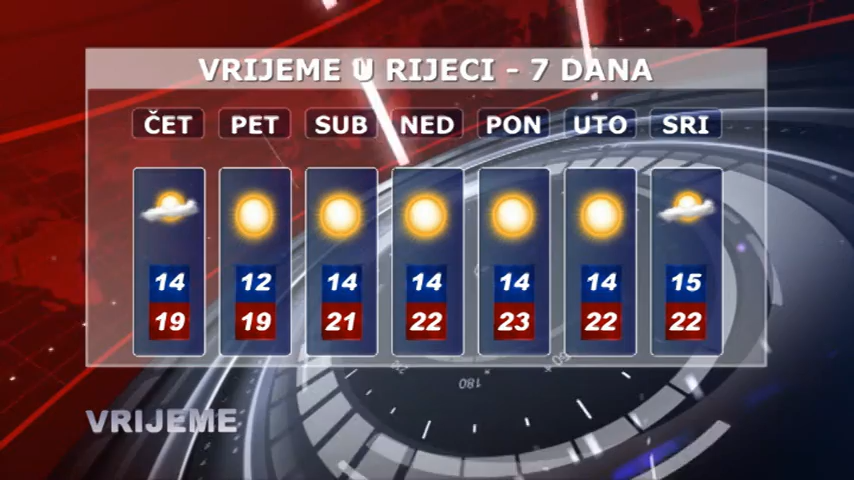 VRIJEME U RIJECI - 7 DANA
ČET PET SUB NED PON UTO SRI
14 12 14 14 14 14 15
19 19 21 22 23 22 22
180
VRIJEME